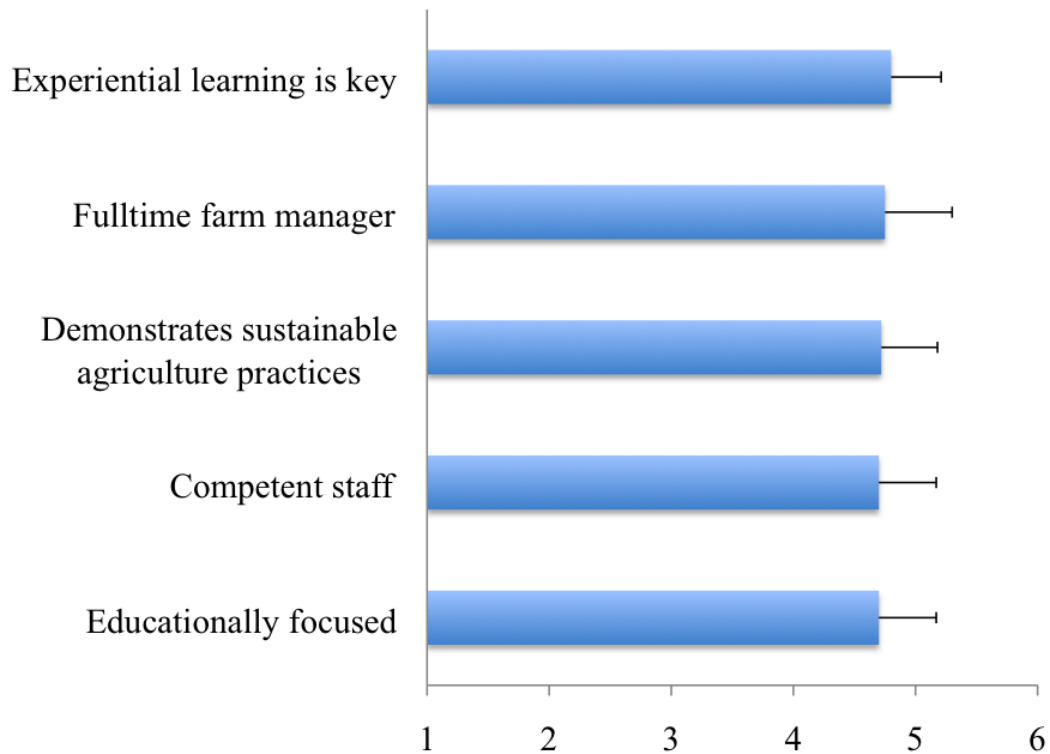 Experiential learning is key
Fulltime farm manager
Demonstrates sustainable
agriculture practices
Competent staff
Educationally focused
1 2 3 4 5 6